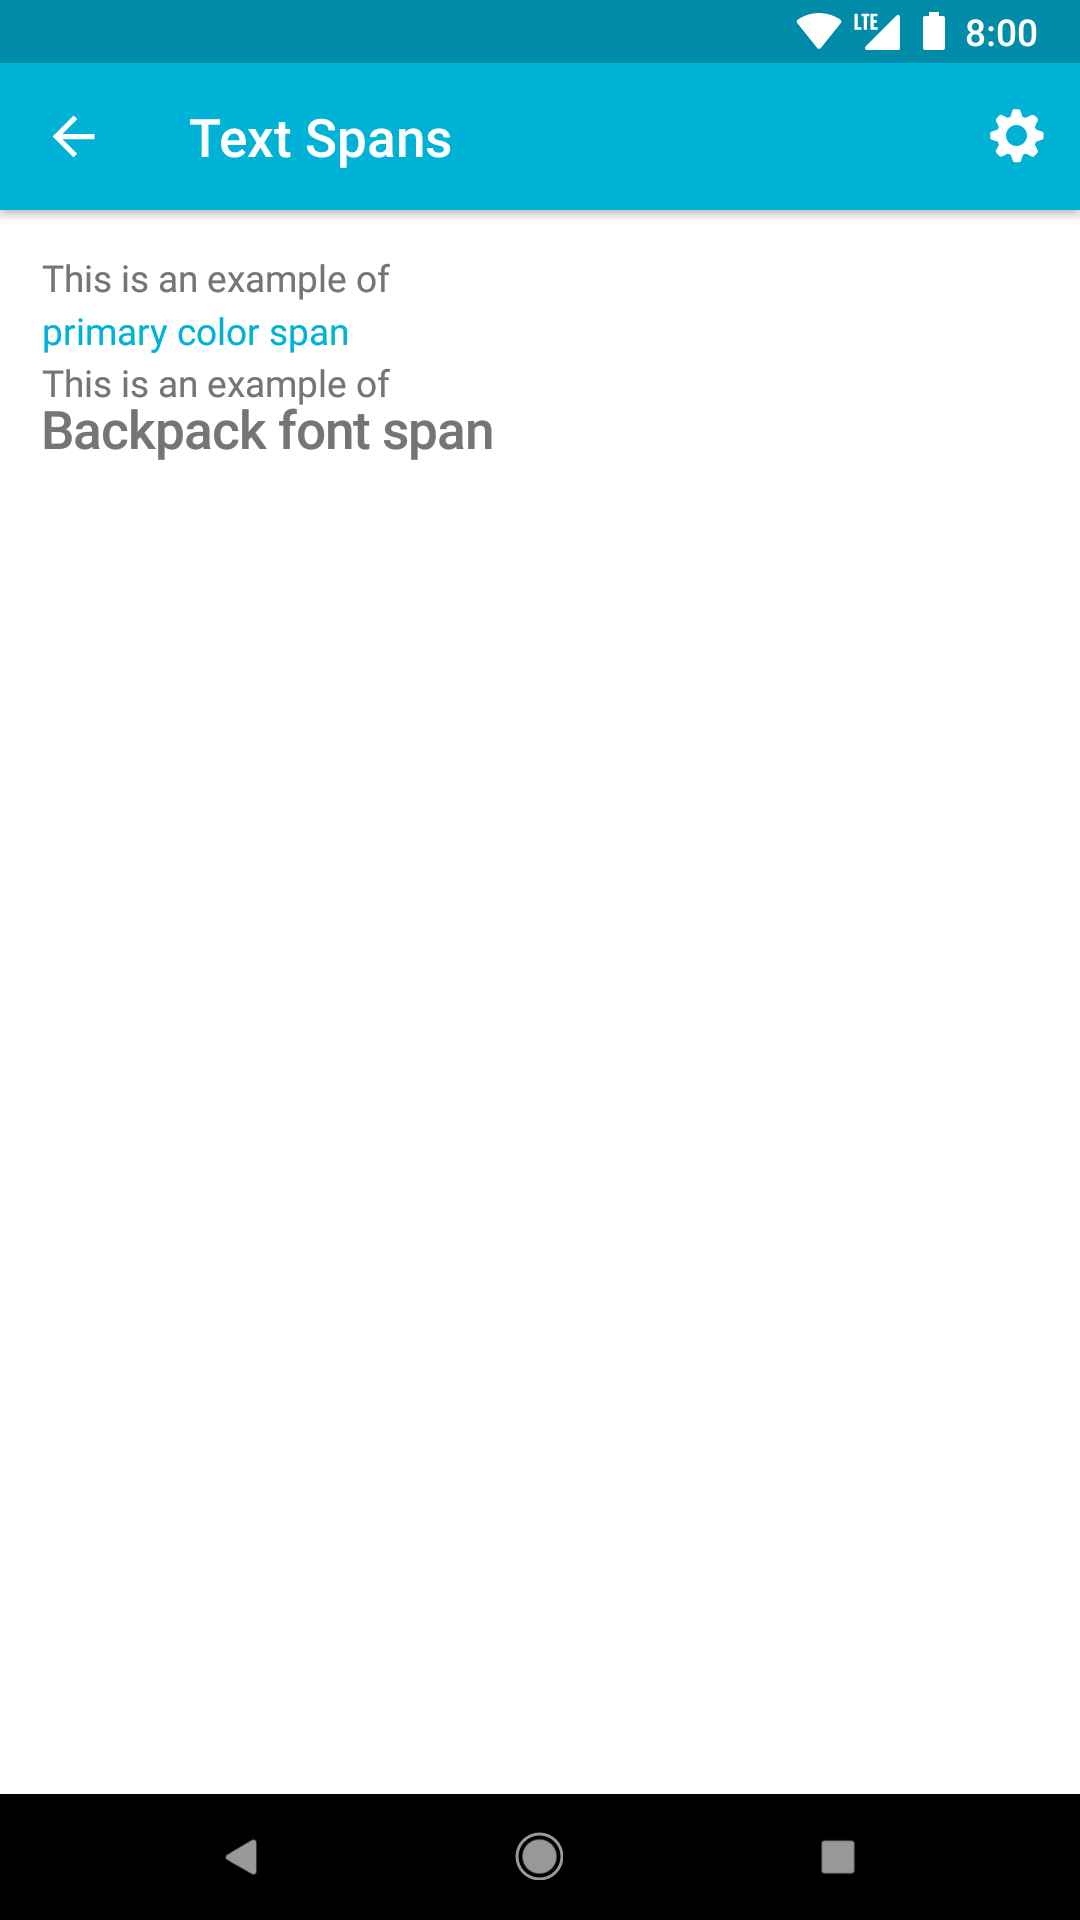 LTE 8:00
Text Spans
This is an example of
primary color span
This is an example of
Backpack font span